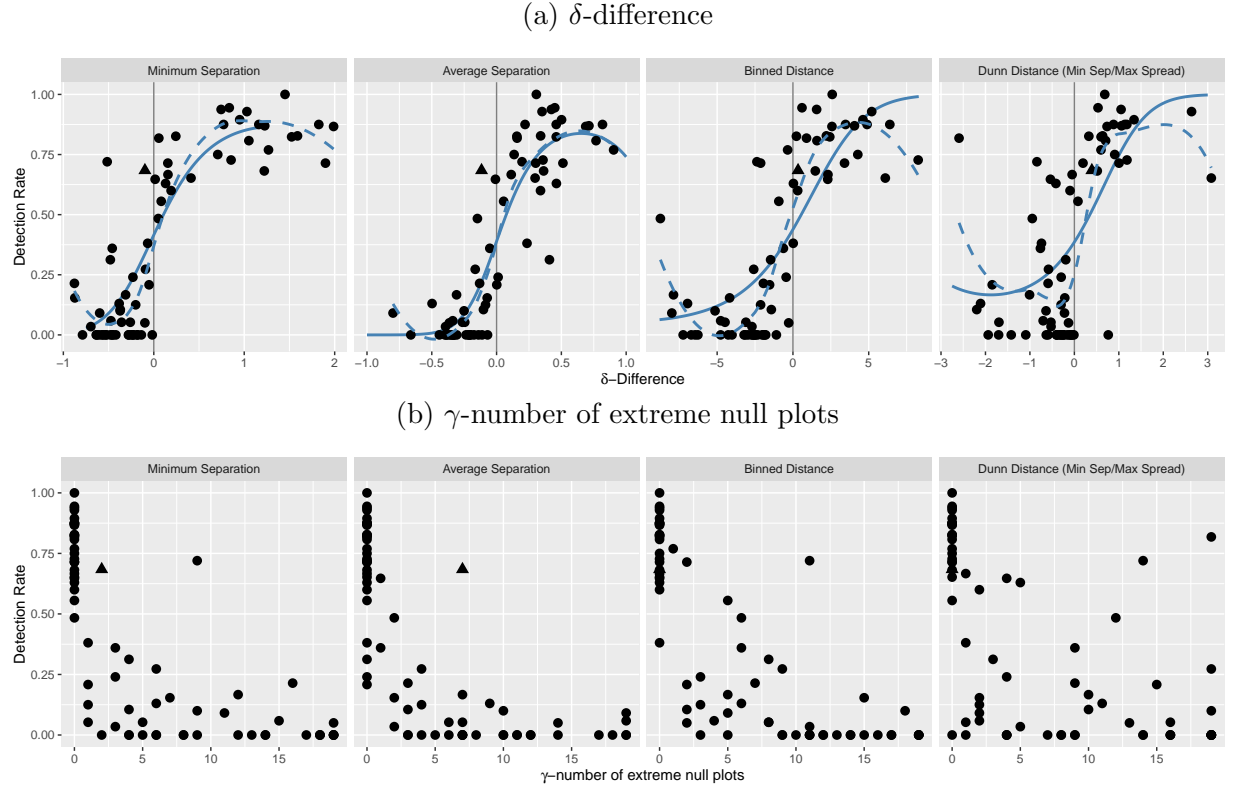 (a) δ-difference
Minimum Separation
Average Separation
Binned Distance
Dunn Distance (Min Sep/Max Spread)
Detection Rate
1.00
0.75
0.50
0.25
0.00
−1 0 1 2
−1.0 −0.5 0.0 0.5 1.0
−5 0 5
−3 −2 −1 0 1 2 3
δ−Difference
(b) γ-number of extreme null plots
Minimum Separation
Average Separation
Binned Distance
Dunn Distance (Min Sep/Max Spread)
Detection Rate
1.00
0.75
0.50
0.25
0.00
0 5 10 15
0 5 10 15
0 5 10 15
0 5 10 15
γ−number of extreme null plots